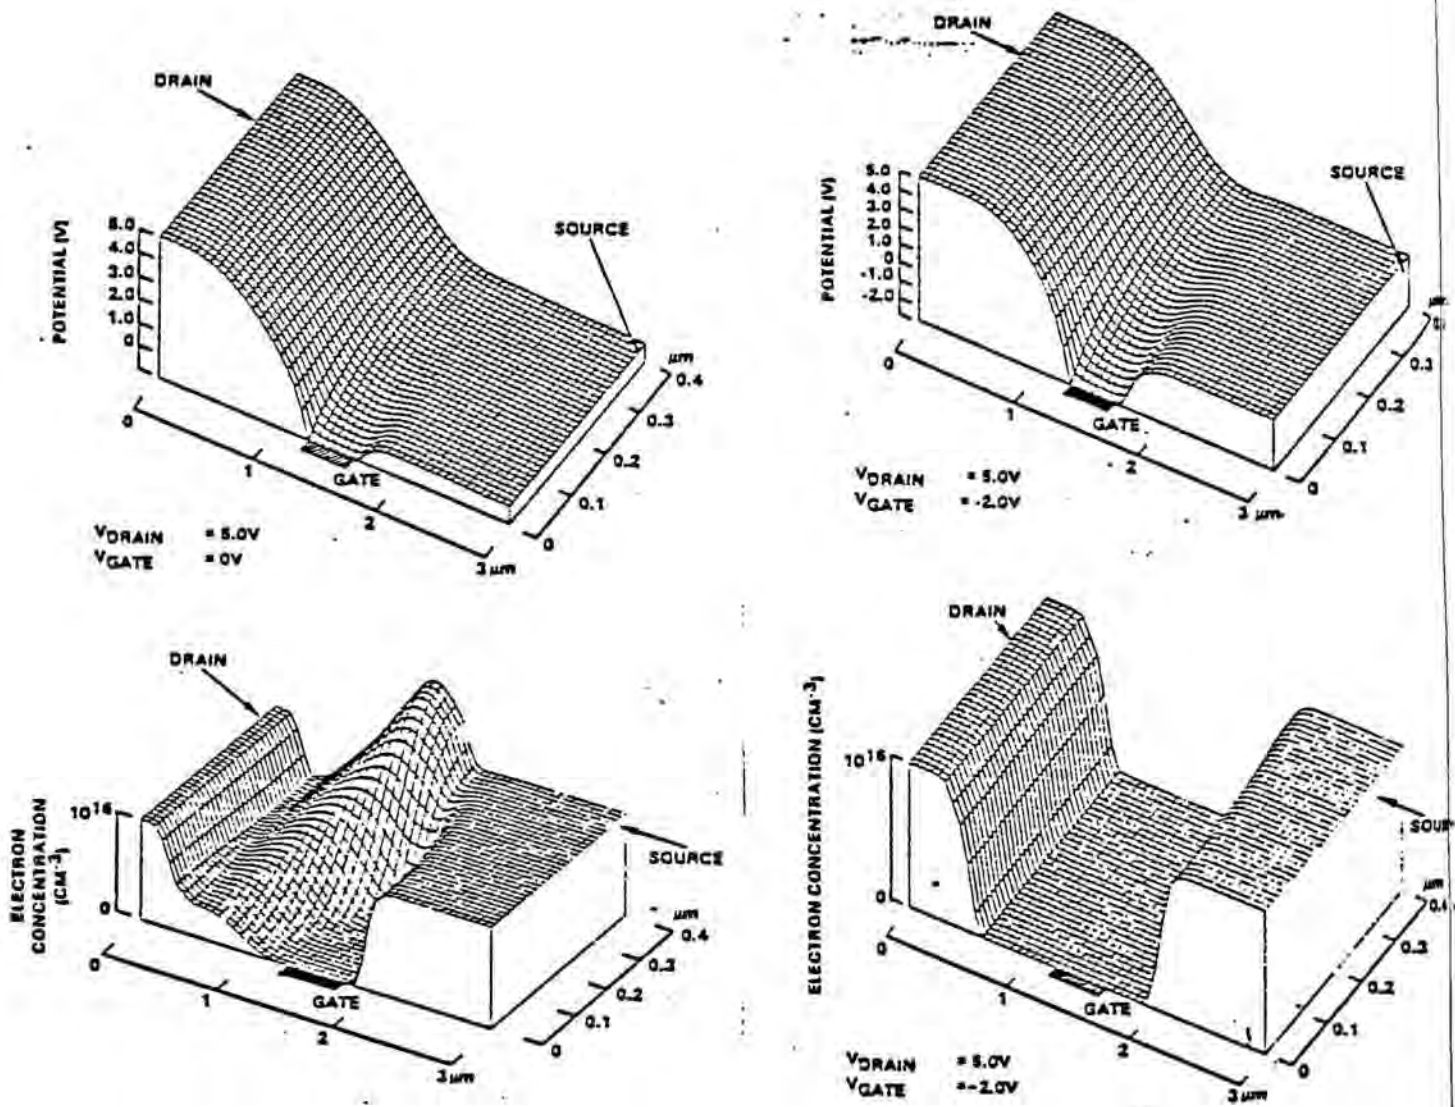 DRAIN
SOURCE
POTENTIAL (V)
5.0
4.0
3.0
2.0
1.0
0
μm
0.4
0.3
0.2
0.1
0
0
1
2
3 μm
GATE
VDRAIN = 5.0V
VGATE = 0V
DRAIN
SOURCE
POTENTIAL (V)
5.0
4.0
3.0
2.0
1.0
0
-1.0
-2.0
0.3
0.2
0.1
0
0
1
2
3 μm
GATE
VDRAIN = 5.0V
VGATE = -2.0V
DRAIN
SOURCE
ELECTRON
CONCENTRATION
(CM-3)
1016
0
μm
0.4
0.3
0.2
0.1
0
0
1
2
3 μm
GATE
DRAIN
ELECTRON CONCENTRATION (CM-3)
1016
0
μm
0.3
0.2
0.1
0
0
1
2
3 μm
GATE
VDRAIN = 5.0V
VGATE = -2.0V